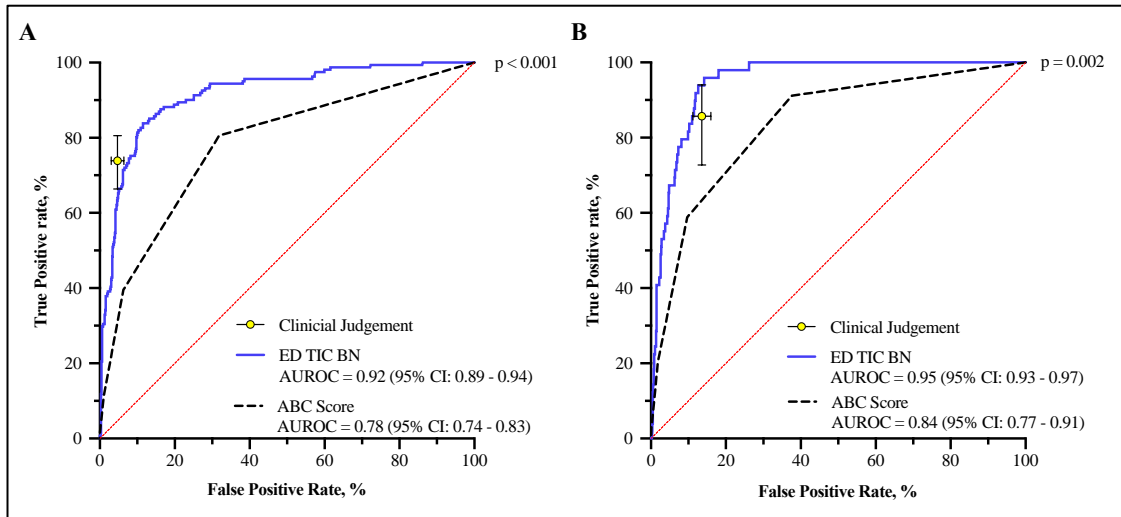 A
p < 0.001
100
80
60
40
20
0
True Positive rate, %
Clinicial Judgement
ED TIC BN
AUROC = 0.92 (95% CI: 0.89 - 0.94)
ABC Score
AUROC = 0.78 (95% CI: 0.74 - 0.83)
0 20 40 60 80 100
False Positive Rate, %
B
p = 0.002
100
80
60
40
20
0
True Positive rate, %
Clinical Judgement
ED TIC BN
AUROC = 0.95 (95% CI: 0.93 - 0.97)
ABC Score
AUROC = 0.84 (95% CI: 0.77 - 0.91)
0 20 40 60 80 100
False Positive Rate, %